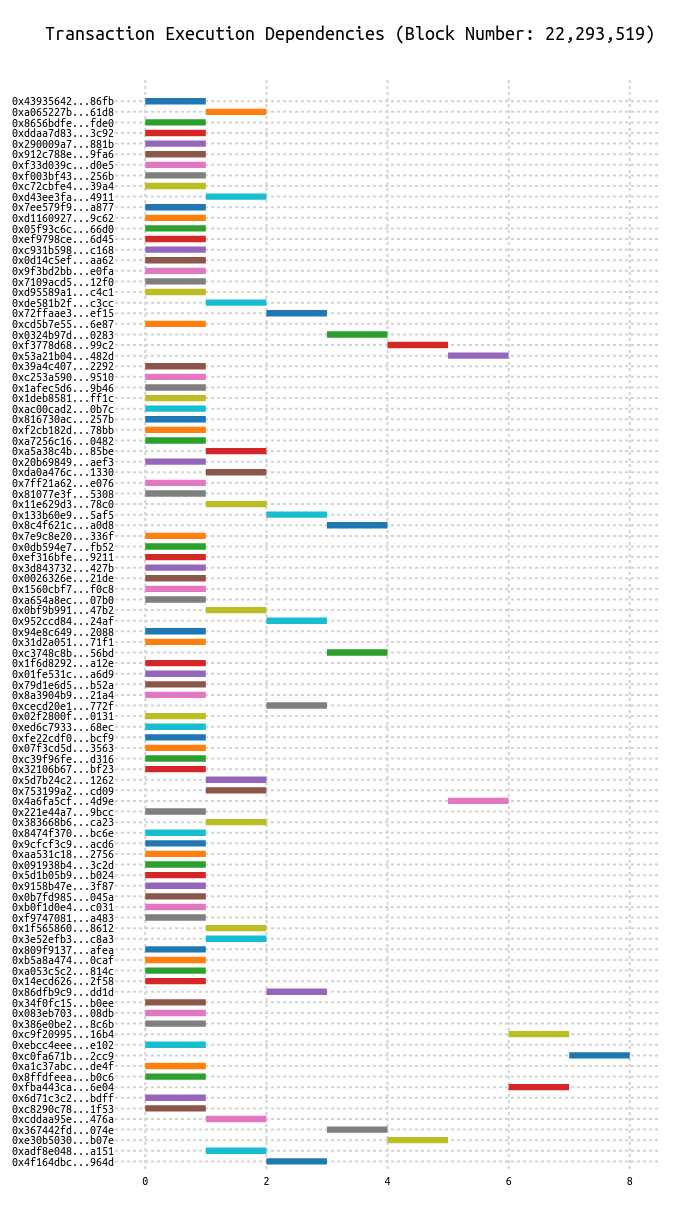 Transaction Execution Dependencies (Block Number: 22,293,519)
0x43935642...86fb
0xa065227b...61d8
0x8656bdfe...fde0
0xddaa7d83...3c92
0x290009a7...881b
0x912c788e...9fa6
0xf33d039c...d0e5
0xf003bf43...256b
0xc72cbfe4...39a4
0xd43ee3fa...4911
0x7ee579f9...a877
0xd1160927...9c62
0x05f93c6c...66d0
0xef9798ce...6d45
0xc931b598...c168
0x0d14c5ef...aa62
0x9f3bd2bb...e0fa
0x7109acd5...12f0
0xd95589a1...c4c1
0xde581b2f...c3cc
0x72ffaae3...ef15
0xcd5b7e55...6e87
0x0324b97d...0283
0xf3778d68...99c2
0x53a21b04...482d
0x39a4c407...2292
0xc253a590...9510
0x1afec5d6...9b46
0x1deb8581...ff1c
0xac00cad2...0b7c
0x816730ac...257b
0xf2cb182d...78bb
0xa7256c16...0482
0xa5a38c4b...85be
0x20b69849...aef3
0xda0a476c...1330
0x7ff21a62...e076
0x81077e3f...5308
0x11e629d3...78c0
0x133b60e9...5af5
0x8c4f621c...a0d8
0x7e9c8e20...336f
0x0db594e7...fb52
0xef316bfe...9211
0x3d843732...427b
0x0026326e...21de
0x1560cbf7...f0c8
0xa654a8ec...07b0
0x0bf9b991...47b2
0x952ccd84...24af
0x94e8c649...2088
0x31d2a051...71f1
0xc3748c8b...56bd
0x1f6d8292...a12e
0x01fe531c...a6d9
0x79d1e6d5...b52a
0x8a3904b9...21a4
0xcecd20e1...772f
0x02f2800f...0131
0xed6c7933...68ec
0xfe22cdf0...bcf9
0x07f3cd5d...3563
0xc39f96fe...d316
0x32106b67...bf23
0x5d7b24c2...1262
0x753199a2...cd09
0x4a6fa5cf...4d9e
0x221e44a7...9bcc
0x383668b6...ca23
0x8474f370...bc6e
0x9cfcf3c9...acd6
0xaa531c18...2756
0x091938b4...3c2d
0x5d1b05b9...b024
0x9158b47e...3f87
0x0b7fd985...045a
0xb0f1d0e4...c031
0xf9747081...a483
0x1f565860...8612
0x3e52efb3...c8a3
0x809f9137...afea
0xb5a8a474...0caf
0xa053c5c2...814c
0x14ecd626...2f58
0x86dfb9c9...dd1d
0x34f0fc15...b0ee
0x083eb703...08db
0x386e0be2...8c6b
0xc9f20995...16b4
0xebcc4eee...e102
0xc0fa671b...2cc9
0xa1c37abc...de4f
0x8ffdfeea...b0c6
0xfba443ca...6e04
0x6d71c3c2...bdff
0xc8290c78...1f53
0xcddaa95e...476a
0x367442fd...074e
0xe30b5030...b07e
0xadf8e048...a151
0x4f164dbc...964d
0 2 4 6 8